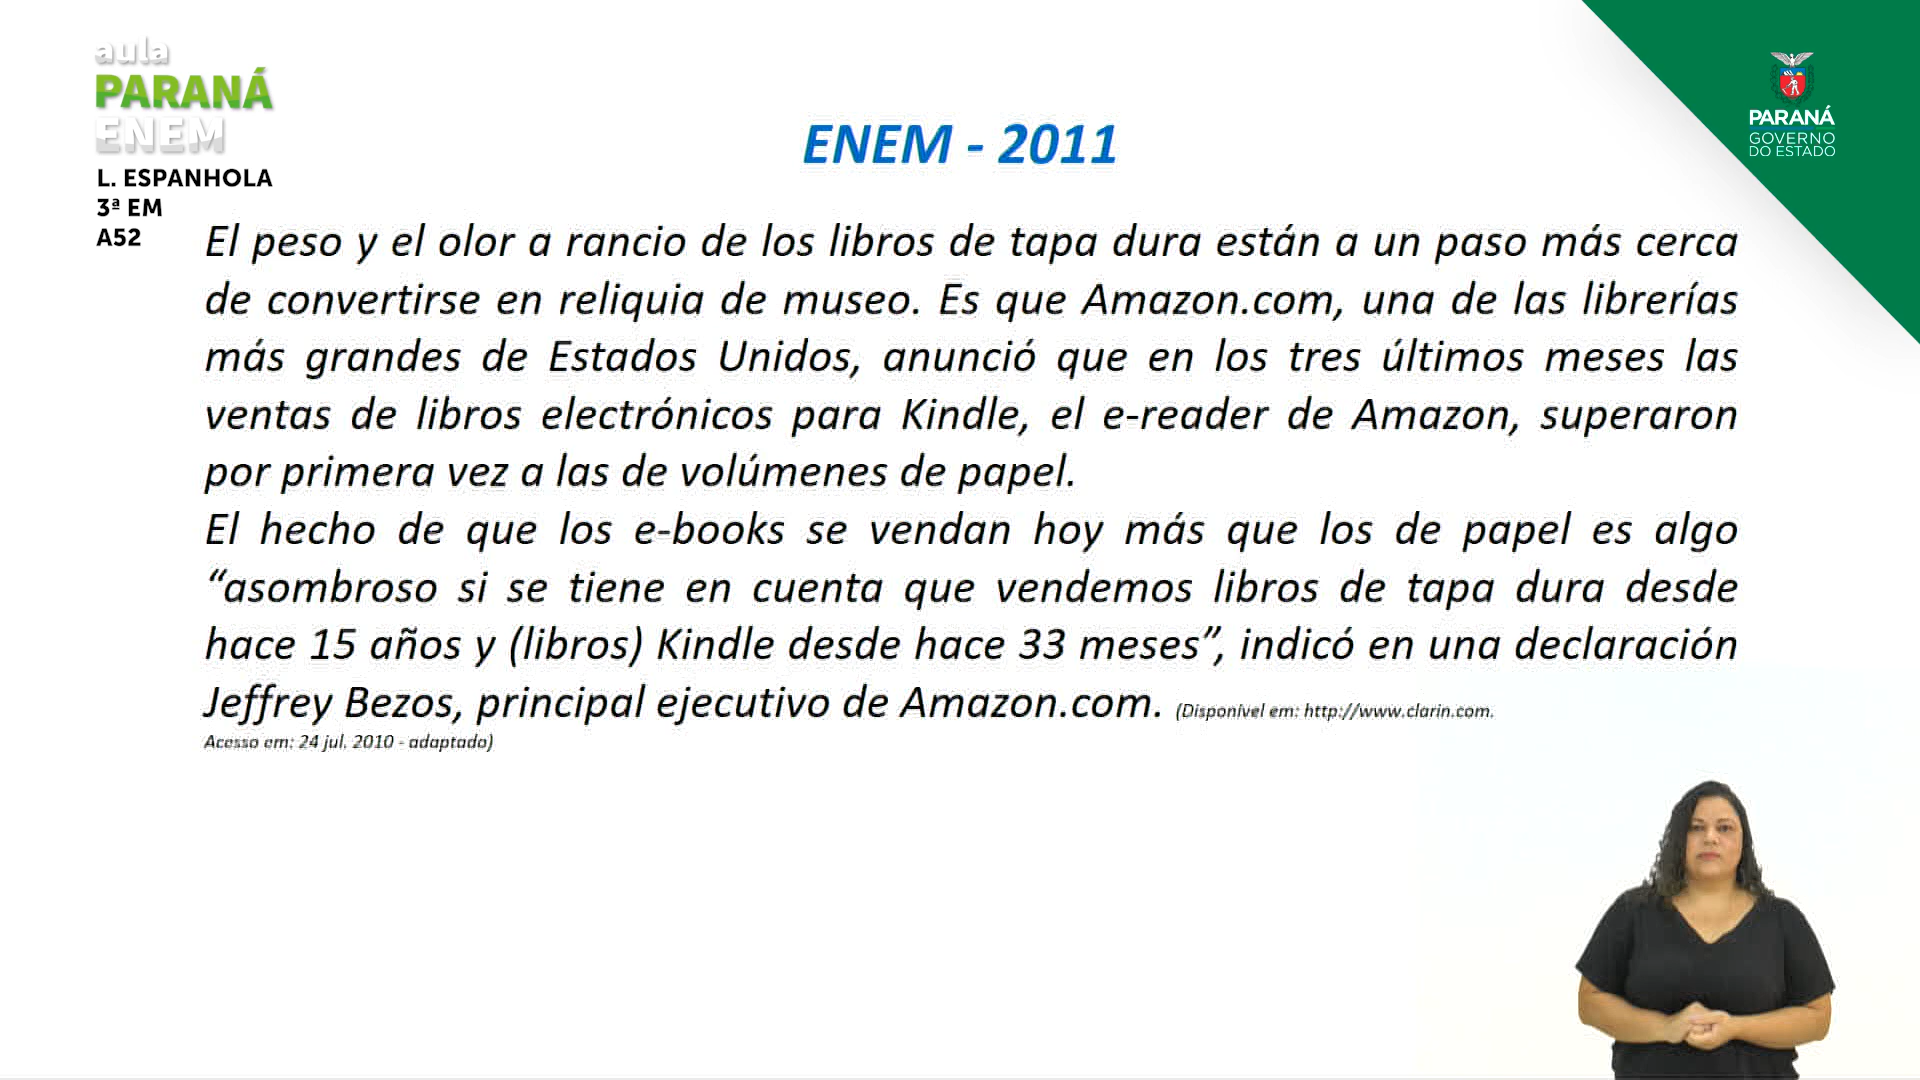 aula
PARANÁ
ENEM
L. ESPANHOLA
3ª EM
A52
PARANÁ
GOVERNO
DO ESTADO
ENEM - 2011
El peso y el olor a rancio de los libros de tapa dura están a un paso más cerca
de convertirse en reliquia de museo. Es que Amazon.com, una de las librerías
más grandes de Estados Unidos, anunció que en los tres últimos meses las
ventas de libros electrónicos para Kindle, el e-reader de Amazon, superaron
por primera vez a las de volúmenes de papel.
El hecho de que los e-books se vendan hoy más que los de papel es algo
“asombroso si se tiene en cuenta que vendemos libros de tapa dura desde
hace 15 años y (libros) Kindle desde hace 33 meses”, indicó en una declaración
Jeffrey Bezos, principal ejecutivo de Amazon.com. (Disponível em: http://www.clarin.com.
Acesso em: 24 jul. 2010 - adaptado)